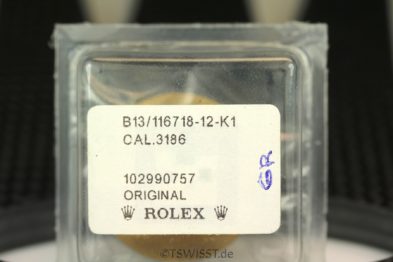 B13/116718-12-K1
CAL.3186
102990757
ORIGINAL
ROLEX
GR
©TSWISST.de